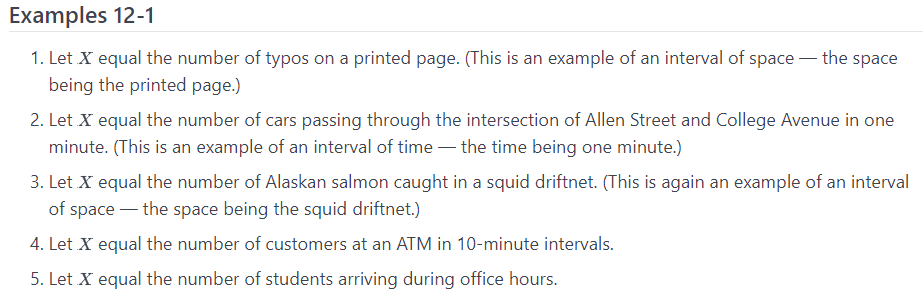 Examples 12-1
1. Let X equal the number of typos on a printed page. (This is an example of an interval of space — the space
being the printed page.)
2. Let X equal the number of cars passing through the intersection of Allen Street and College Avenue in one
minute. (This is an example of an interval of time — the time being one minute.)
3. Let X equal the number of Alaskan salmon caught in a squid driftnet. (This is again an example of an interval
of space — the space being the squid driftnet.)
4. Let X equal the number of customers at an ATM in 10-minute intervals.
5. Let X equal the number of students arriving during office hours.